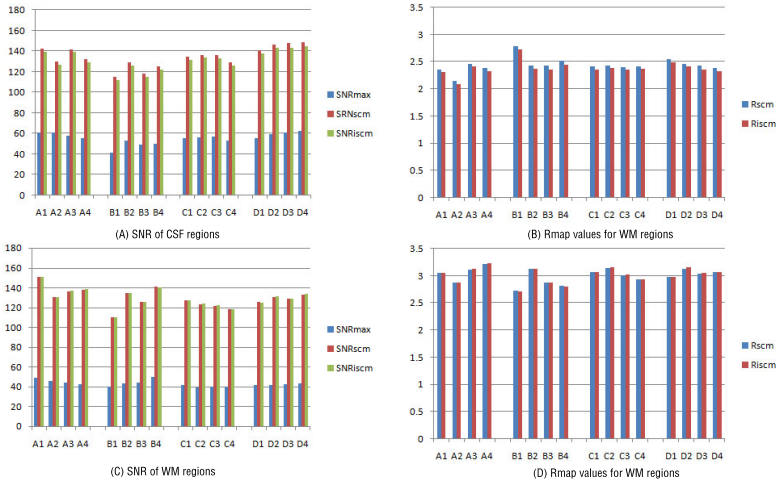 180
160
140
120
100
80
60
40
20
0
A1 A2 A3 A4 B1 B2 B3 B4 C1 C2 C3 C4 D1 D2 D3 D4
SNRmax
SRNscm
SNRiscm
(A) SNR of CSF regions
3.5
3
2.5
2
1.5
1
0.5
0
A1 A2 A3 A4 B1 B2 B3 B4 C1 C2 C3 C4 D1 D2 D3 D4
Rscm
Riscm
(B) Rmap values for WM regions
180
160
140
120
100
80
60
40
20
0
A1 A2 A3 A4 B1 B2 B3 B4 C1 C2 C3 C4 D1 D2 D3 D4
SNRmax
SNRscm
SNRiscm
(C) SNR of WM regions
3.5
3
2.5
2
1.5
1
0.5
0
A1 A2 A3 A4 B1 B2 B3 B4 C1 C2 C3 C4 D1 D2 D3 D4
Rscm
Riscm
(D) Rmap values for WM regions